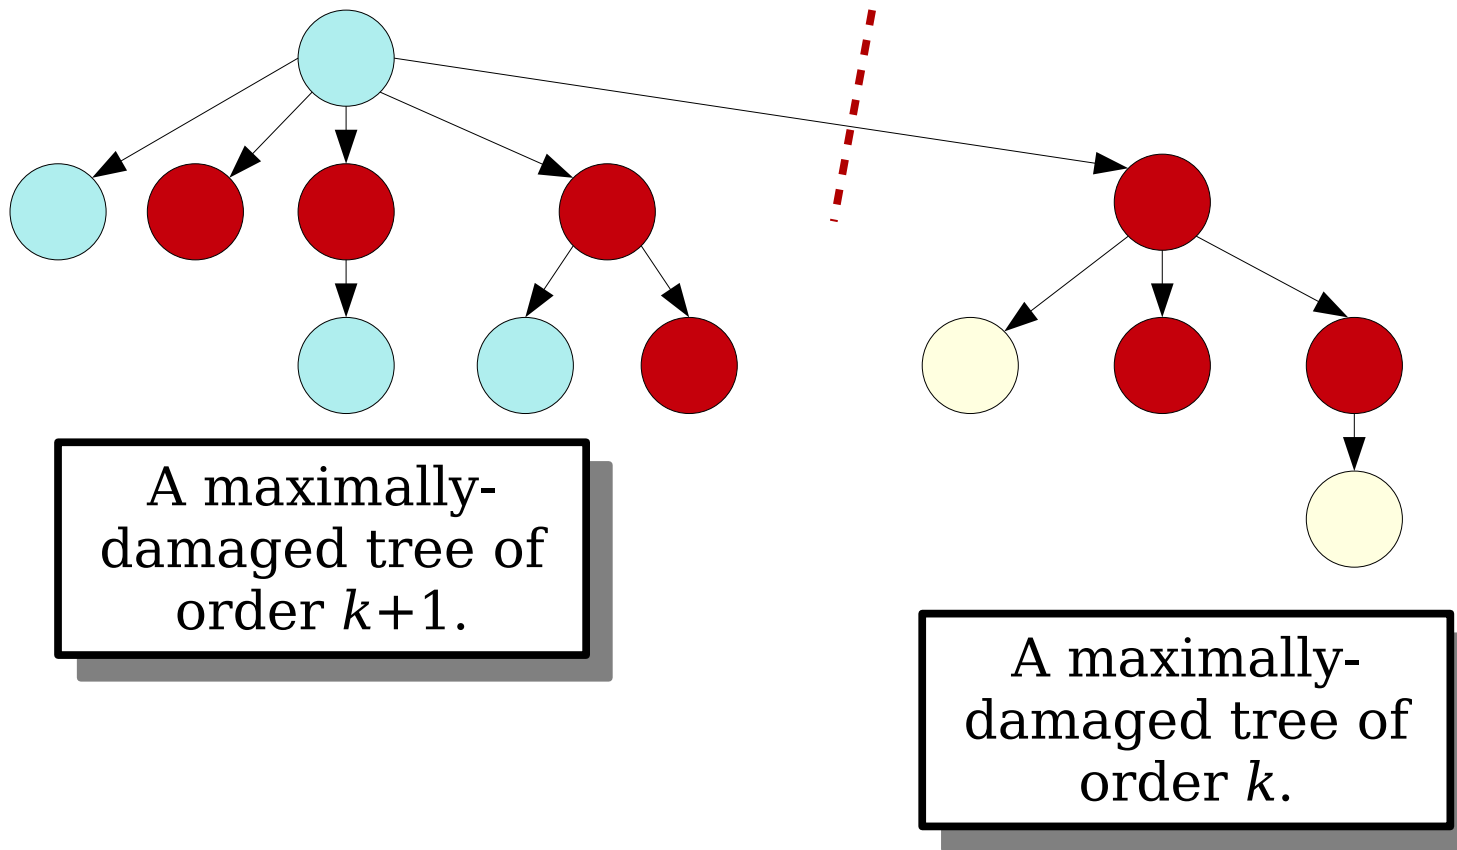 A maximally-
damaged tree of
order k+1.
A maximally-
damaged tree of
order k.